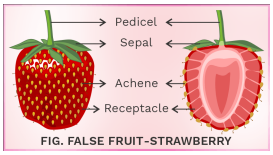 Pedicel
Sepal
Achene
Receptacle
FIG. FALSE FRUIT-STRAWBERRY